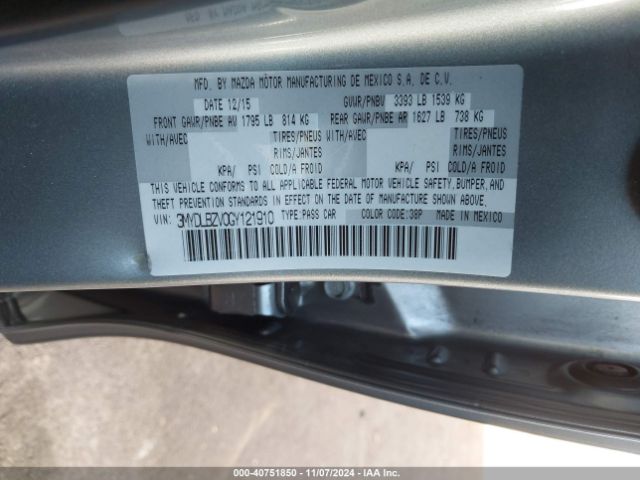 MFD. BY MAZDA MOTOR MANUFACTURING DE MEXICO S.A. DE C.V.
DATE 12/15 GVWR/PNBV 3393 LB 1539 KG
FRONT GAWR/PNBE AV 1795 LB 814 KG REAR GAWR/PNBE AR 1627 LB 738 KG
WITH/AVEC TIRES/PNEUS WITH/AVEC TIRES/PNEUS
RIMS/JANTES RIMS/JANTES
KPA/ PSI COLD/A FROID KPA/ PSI COLD/A FROID
THIS VEHICLE CONFORMS TO ALL APPLICABLE FEDERAL MOTOR VEHICLE SAFETY, BUMPER, AND
THEFT PREVENTION STANDARDS IN EFFECT ON THE DATE OF MANUFACTURE SHOWN ABOVE.
VIN: 3MYDLBZV0GY121910 TYPE:PASS CAR COLOR CODE:38P MADE IN MEXICO
000-40751850 - 11/07/2024 - IAAI.com